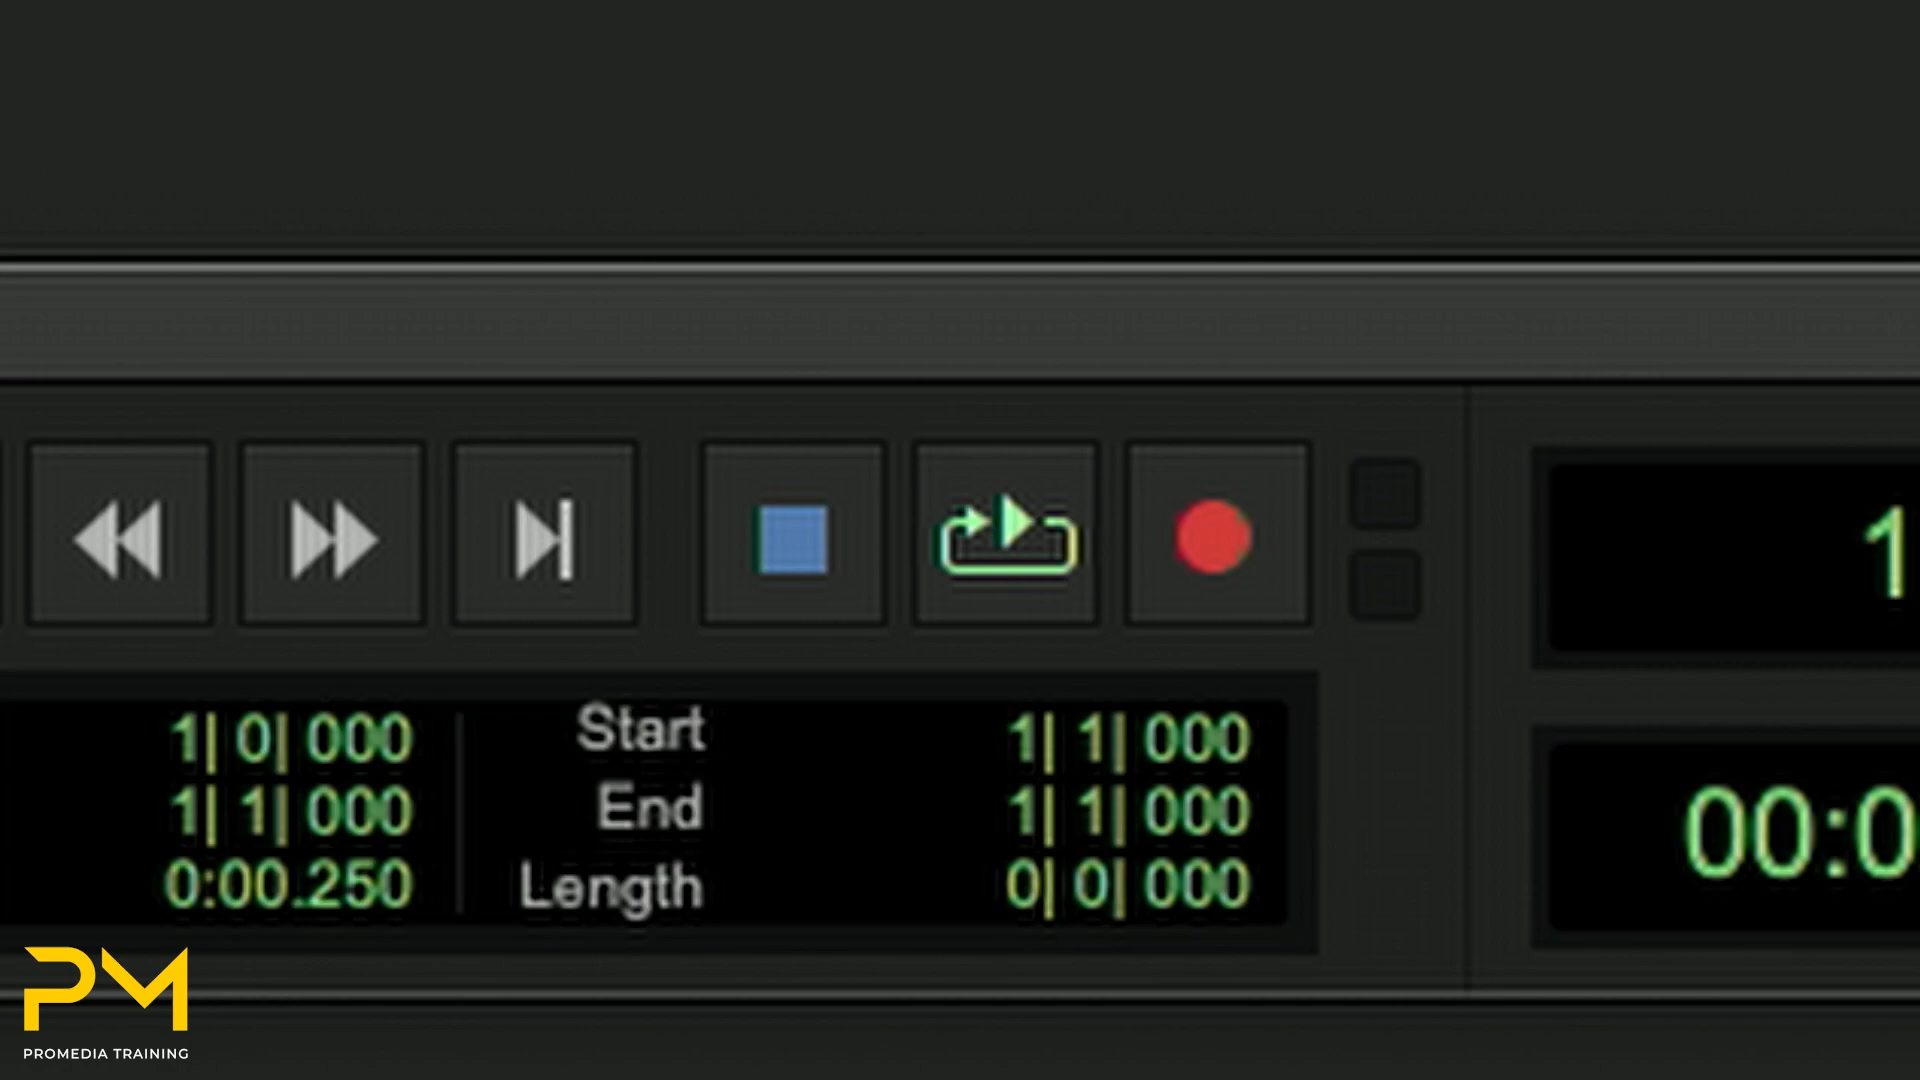 1
1| 0| 000 Start 1| 1| 000
1| 1| 000 End 1| 1| 000
0:00.250 Length 0| 0| 000
00:0
PM
PROMEDIA TRAINING